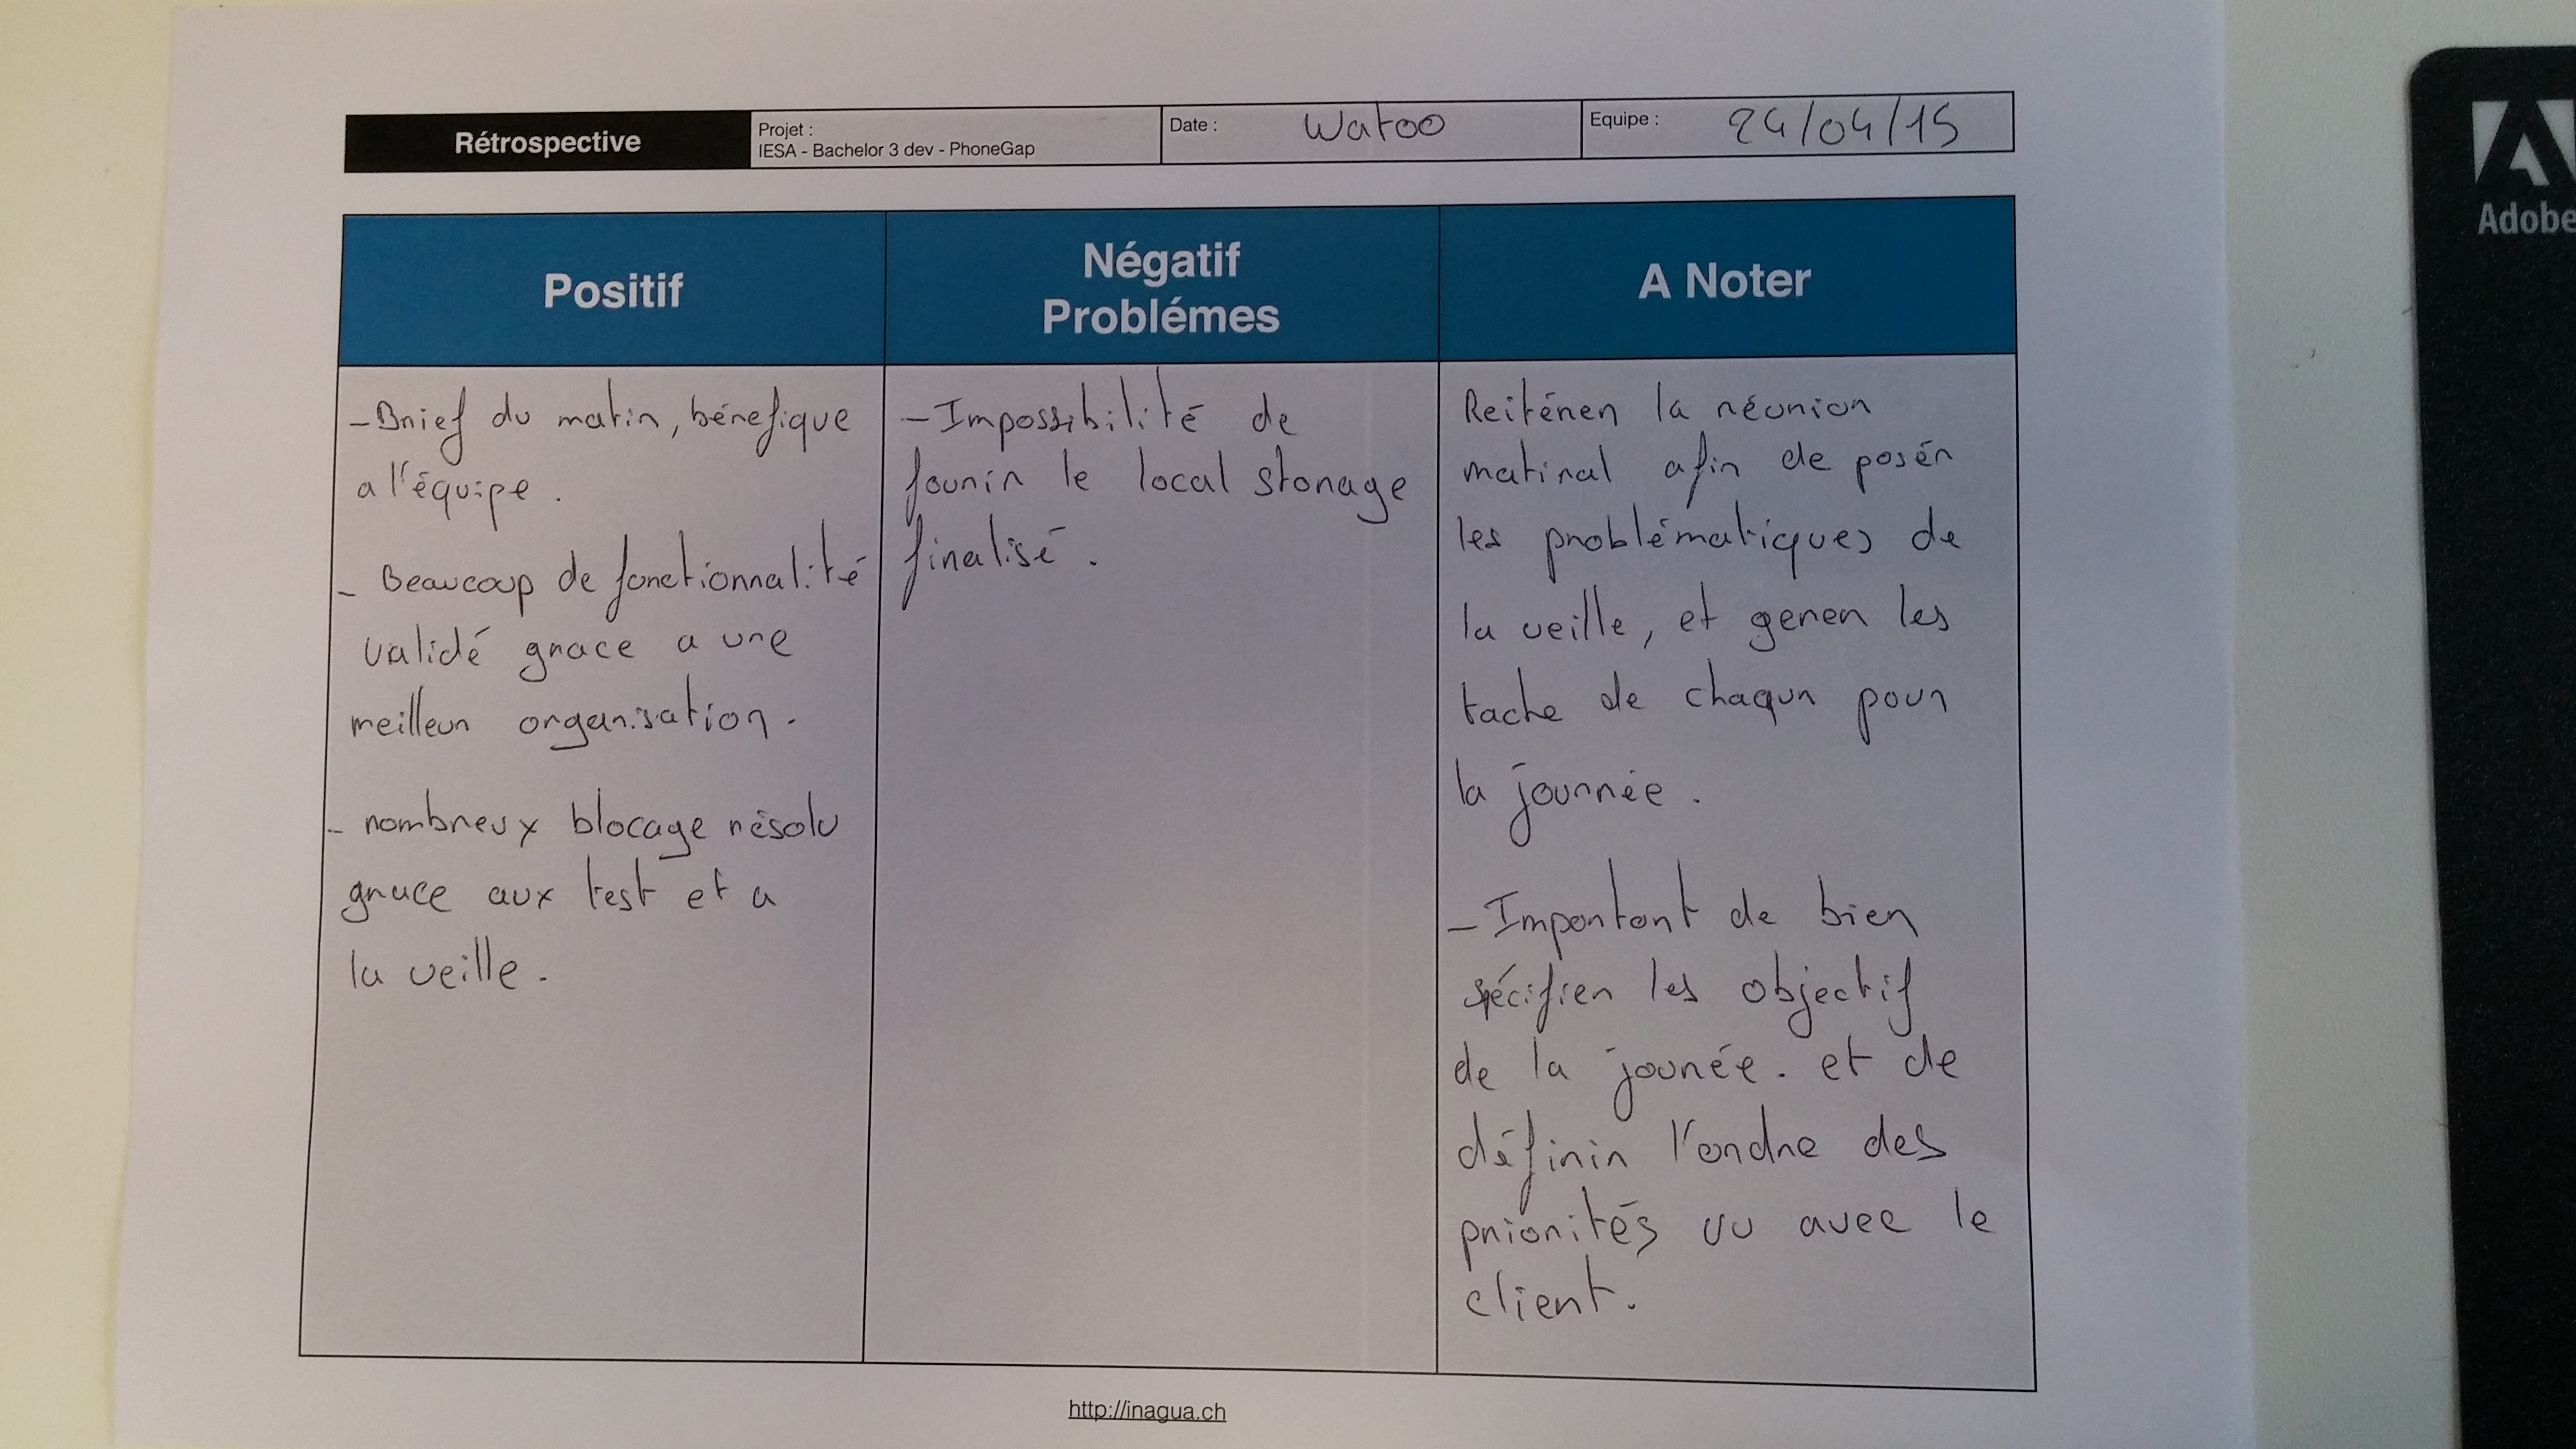 Rétrospective
Projet :
IESA - Bachelor 3 dev - PhoneGap
Date :
Watoo
Equipe :
24/04/15
Positif
Négatif
Problémes
A Noter
- Brief du matin, bénefique
a l'équipe.
- Beaucoup de fonctionnalité
validé grace a une
meilleur organisation.
- nombreux blocage résolu
grace aux test et a
la veille.
- Impossibilité de
founir le local storage
finalisé.
Reitérer la réunion
matinal afin de posér
les problématiques de
la veille, et gerer les
tache de chaqun pour
la journée.
- Important de bien
spécifier les objectif
de la jounée. et de
définir l'ordre des
priorités vu avec le
client.
http://inagua.ch
Adobe